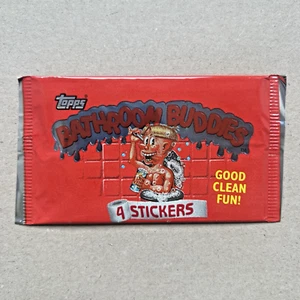 Topps
BATHROOM BUDDIES
GOOD
CLEAN
FUN!
4 STICKERS